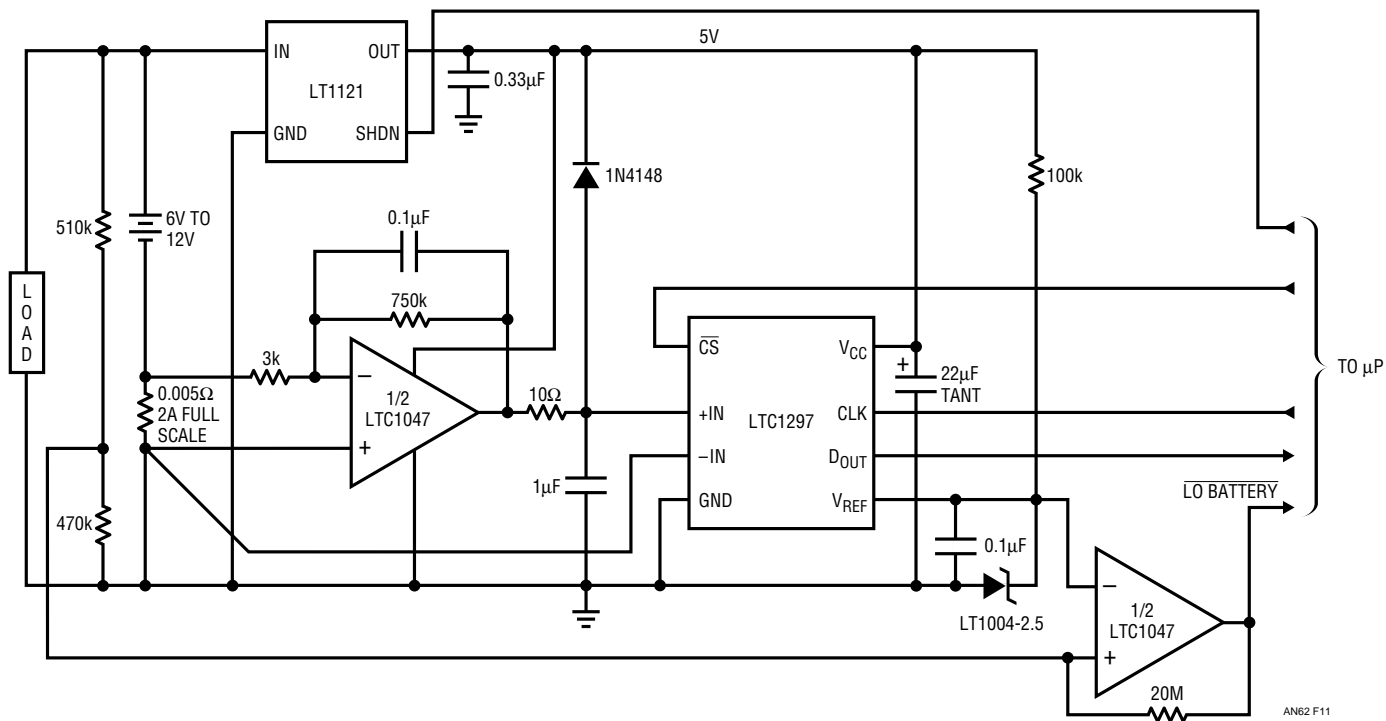 5V
IN
OUT
LT1121
0.33µF
GND
SHDN
1N4148
100k
510k
6V TO
12V
0.1µF
LOAD
750k
CS
VCC
TO µP
3k
22µF
TANT
+
0.005Ω
2A FULL
SCALE
–
1/2
LTC1047
+
10Ω
+IN
LTC1297
CLK
–IN
DOUT
1µF
GND
VREF
LO BATTERY
470k
0.1µF
–
1/2
LTC1047
+
LT1004-2.5
20M
AN62 F11